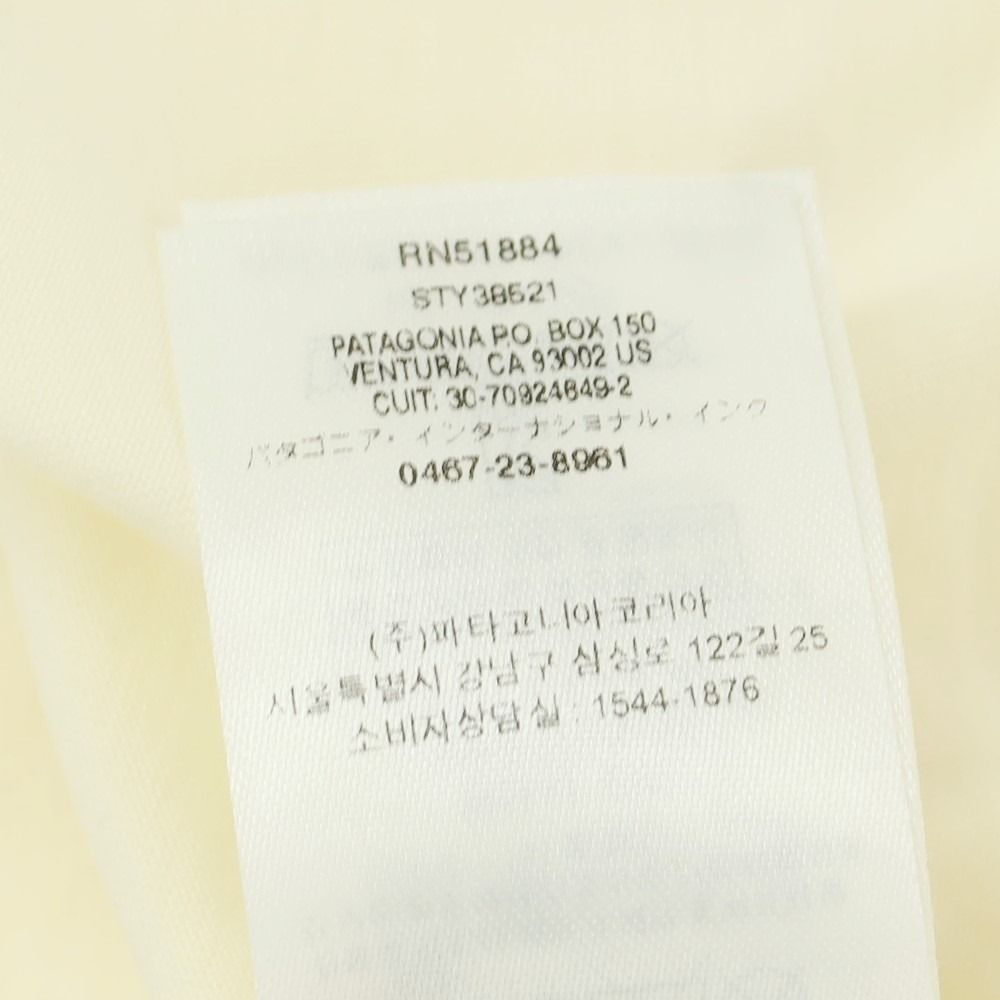 RN51884
STY38521
PATAGONIA P.O. BOX 150
VENTURA, CA 93002 US
CUIT: 30-70924849-2
パタゴニア・インターナショナル・インク
0467-23-8961
(주)파타고니아코리아
서울특별시 강남구 삼성로 122길 25
소비자상담실 : 1544-1876